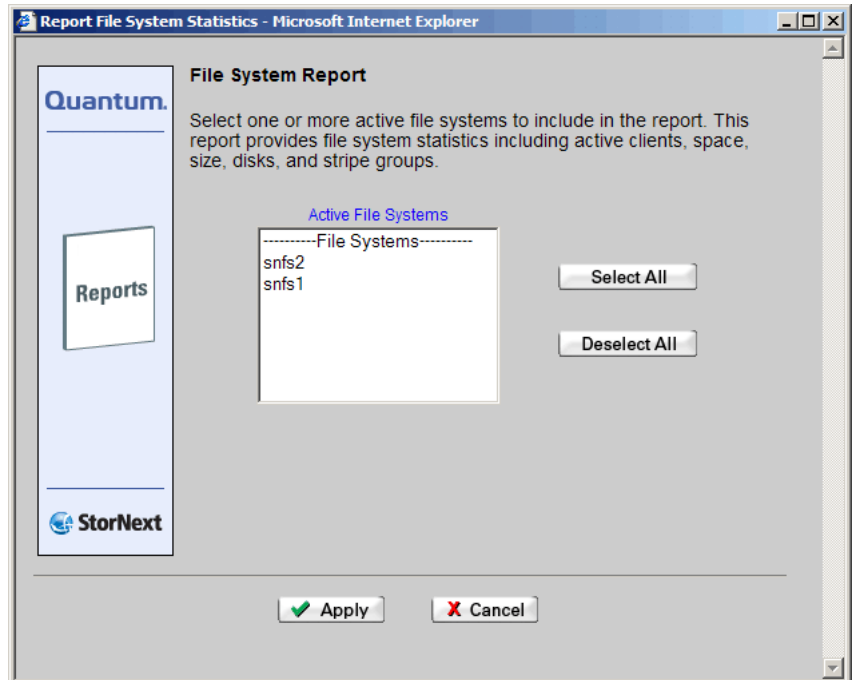 Report File System Statistics - Microsoft Internet Explorer
Quantum.
File System Report
Select one or more active file systems to include in the report. This
report provides file system statistics including active clients, space,
size, disks, and stripe groups.
Active File Systems
----------File Systems----------
snfs2
snfs1
Select All
Deselect All
Reports
StorNext
Apply
X Cancel